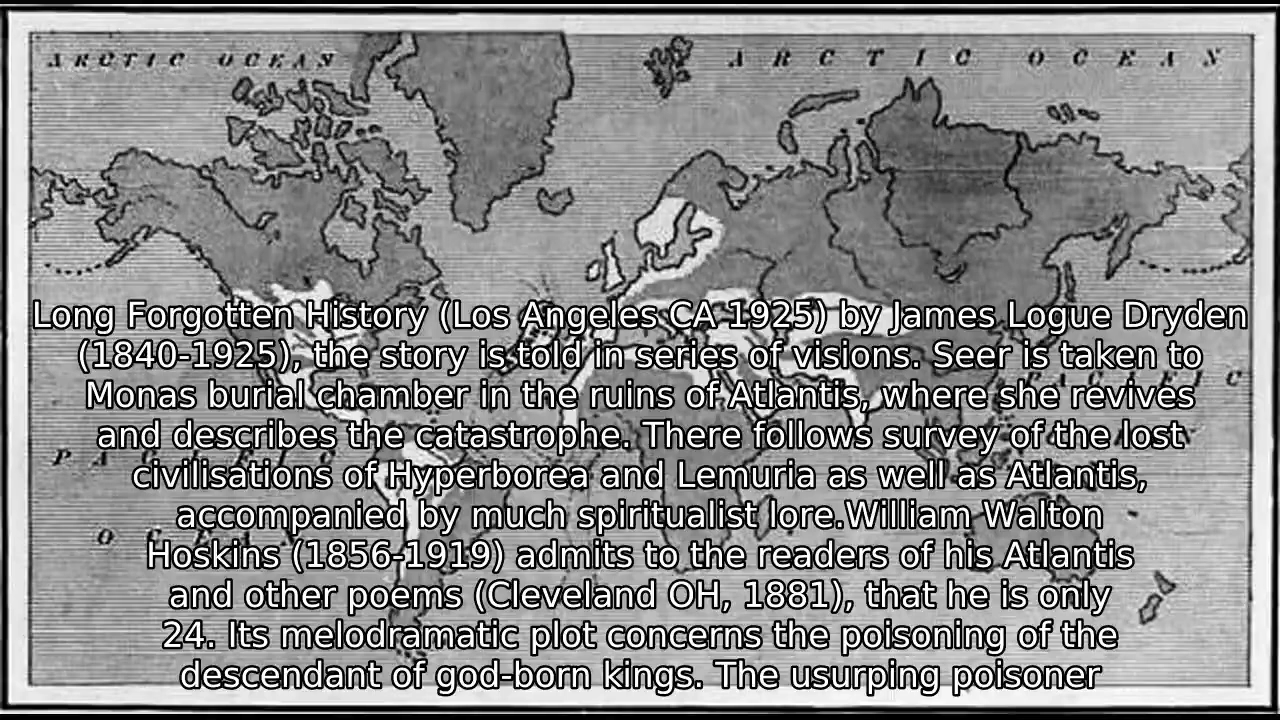 ARCTIC OCEAN
ARCTIC OCEAN
Long Forgotten History (Los Angeles CA 1925) by James Logue Dryden
(1840-1925), the story is told in series of visions. Seer is taken to
Monas burial chamber in the ruins of Atlantis, where she revives
and describes the catastrophe. There follows survey of the lost
civilisations of Hyperborea and Lemuria as well as Atlantis,
accompanied by much spiritualist lore.William Walton
Hoskins (1856-1919) admits to the readers of his Atlantis
and other poems (Cleveland OH, 1881), that he is only
24. Its melodramatic plot concerns the poisoning of the
descendant of god-born kings. The usurping poisoner
PACIFIC
PACIFIC
OCEAN